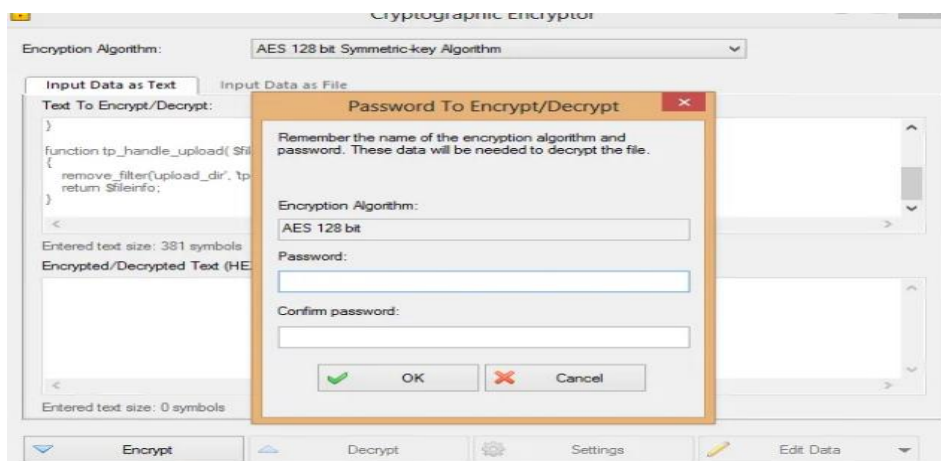 Cryptographic Encryptor
Encryption Algorithm:
AES 128 bit Symmetric-key Algorithm
Input Data as Text
Input Data as File
Text To Encrypt/Decrypt:
}
function tp_handle_upload( $fil
{
remove_filter('upload_dir', 'tp
return $fileinfo;
}
Entered text size: 381 symbols
Encrypted/Decrypted Text (HE
Password To Encrypt/Decrypt
Remember the name of the encryption algorithm and
password. These data will be needed to decrypt the file.
Encryption Algorithm:
AES 128 bit
Password:
Confirm password:
OK
Cancel
Entered text size: 0 symbols
Encrypt
Decrypt
Settings
Edit Data